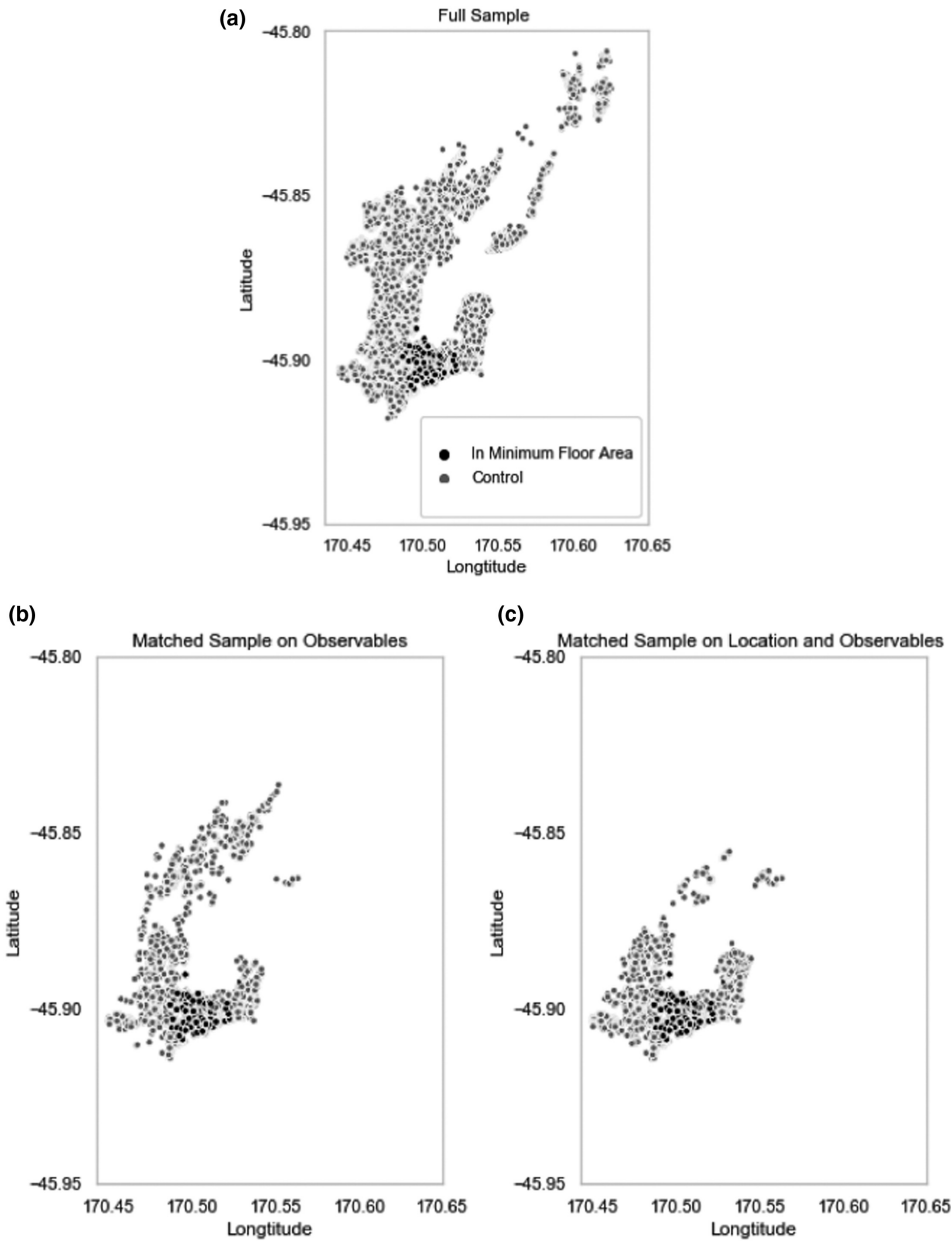 (a)
Full Sample
−45.80
−45.85
−45.90
−45.95
Latitude
In Minimum Floor Area
Control
170.45 170.50 170.55 170.60 170.65
Longtitude
(b)
Matched Sample on Observables
−45.80
−45.85
−45.90
−45.95
Latitude
170.45 170.50 170.55 170.60 170.65
Longtitude
(c)
Matched Sample on Location and Observables
−45.80
−45.85
−45.90
−45.95
Latitude
170.45 170.50 170.55 170.60 170.65
Longtitude